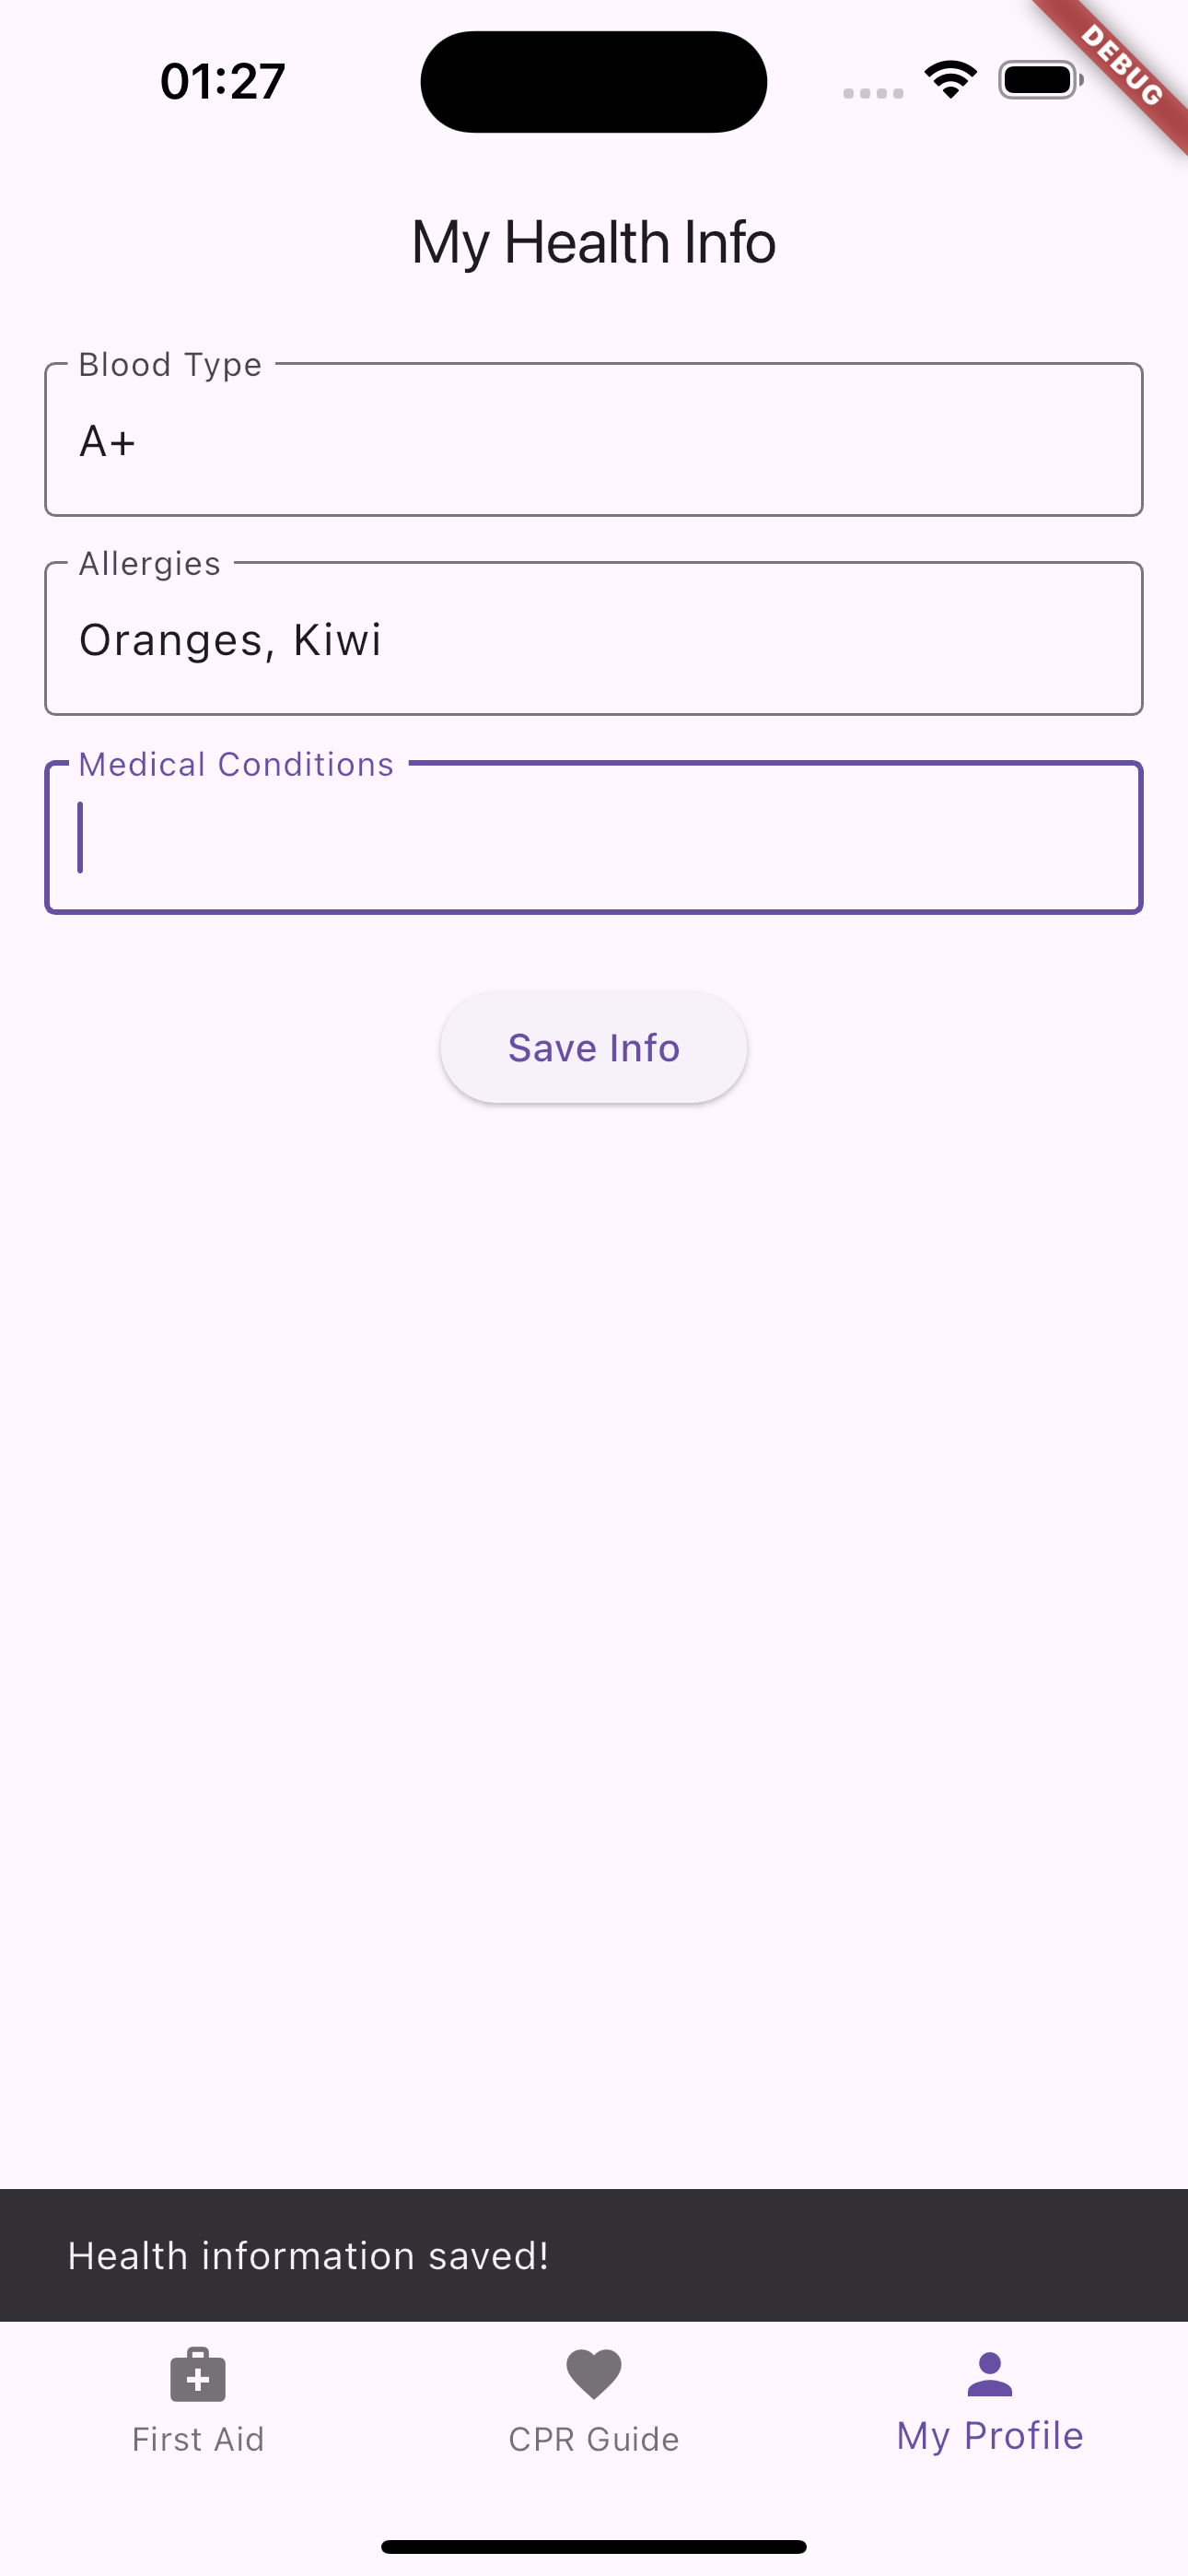 01:27
DEBUG
My Health Info
Blood Type
A+
Allergies
Oranges, Kiwi
Medical Conditions
Save Info
Health information saved!
First Aid
CPR Guide
My Profile